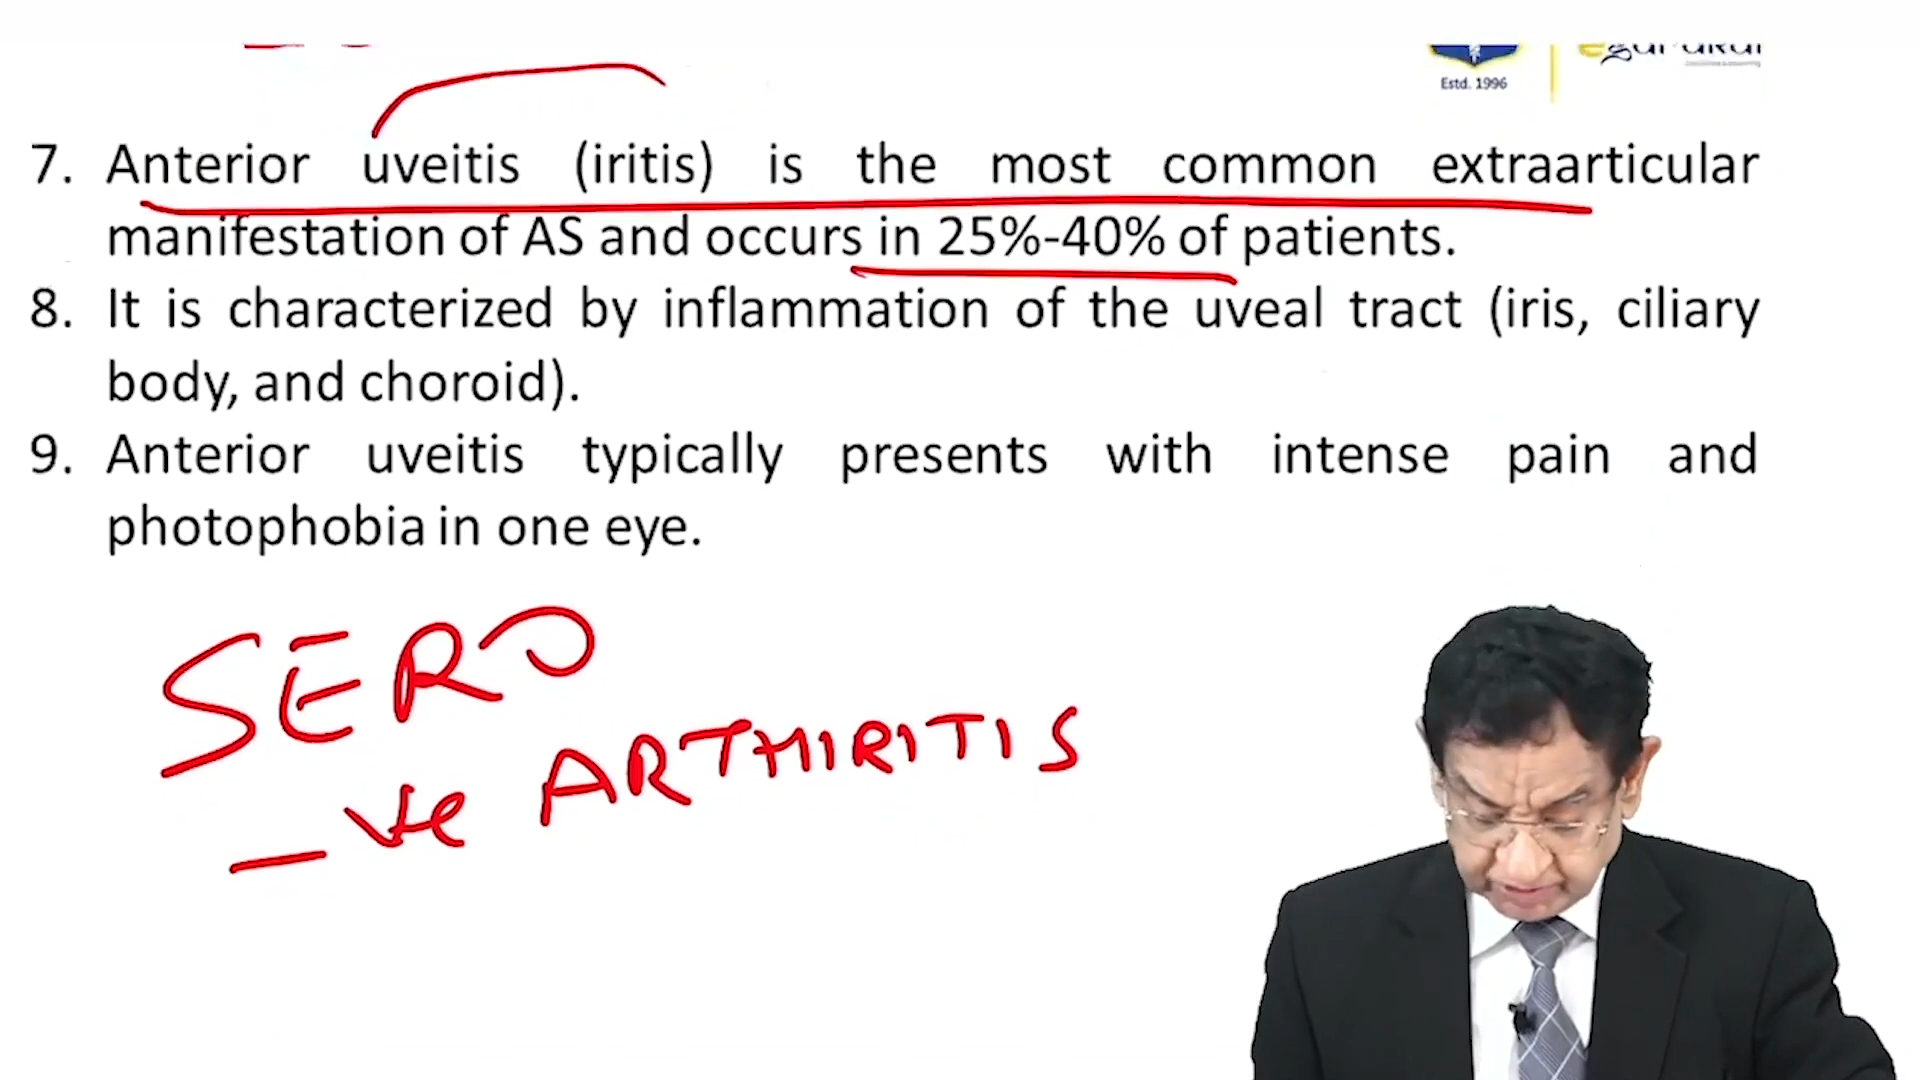 Estd. 1996
7. Anterior uveitis (iritis) is the most common extraarticular
manifestation of AS and occurs in 25%-40% of patients.
8. It is characterized by inflammation of the uveal tract (iris, ciliary
body, and choroid).
9. Anterior uveitis typically presents with intense pain and
photophobia in one eye.
SERO
-ve ARTHIRITIS